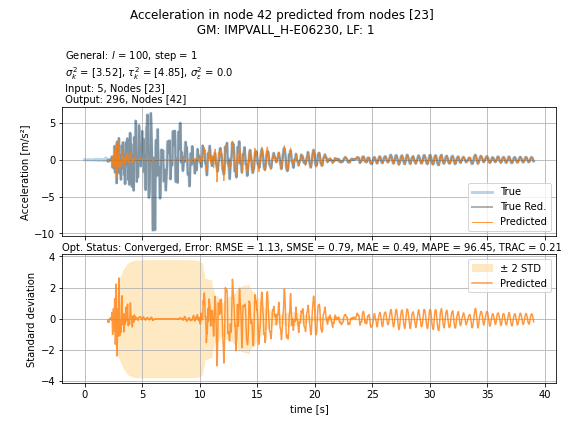 Acceleration in node 42 predicted from nodes [23]
GM: IMPVALL_H-E06230, LF: 1
General: l = 100, step = 1
σ²ₖ = [3.52], τ²ₖ = [4.85], σ²ε = 0.0
Input: 5, Nodes [23]
Output: 296, Nodes [42]
Acceleration [m/s²]
5
0
−5
−10
True
True Red.
Predicted
Opt. Status: Converged, Error: RMSE = 1.13, SMSE = 0.79, MAE = 0.49, MAPE = 96.45, TRAC = 0.21
Standard deviation
4
2
0
−2
−4
± 2 STD
Predicted
0 5 10 15 20 25 30 35 40
time [s]